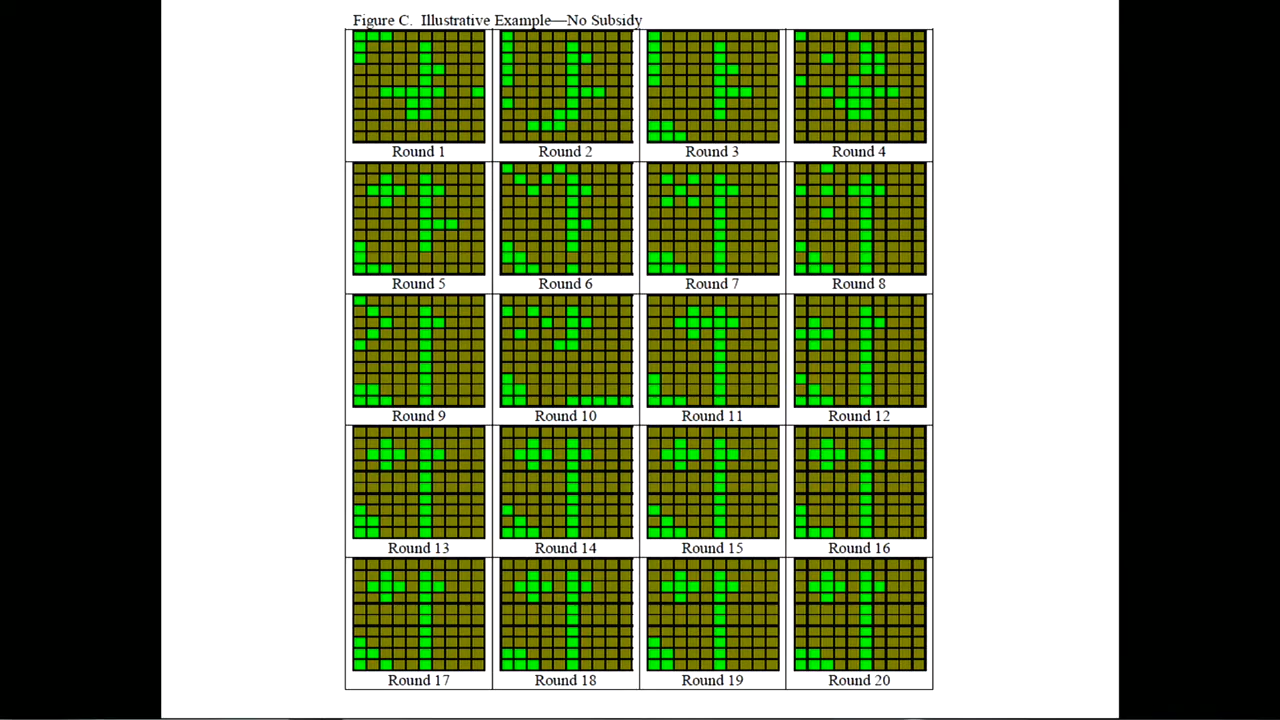 Figure C. Illustrative Example—No Subsidy
Round 1
Round 2
Round 3
Round 4
Round 5
Round 6
Round 7
Round 8
Round 9
Round 10
Round 11
Round 12
Round 13
Round 14
Round 15
Round 16
Round 17
Round 18
Round 19
Round 20